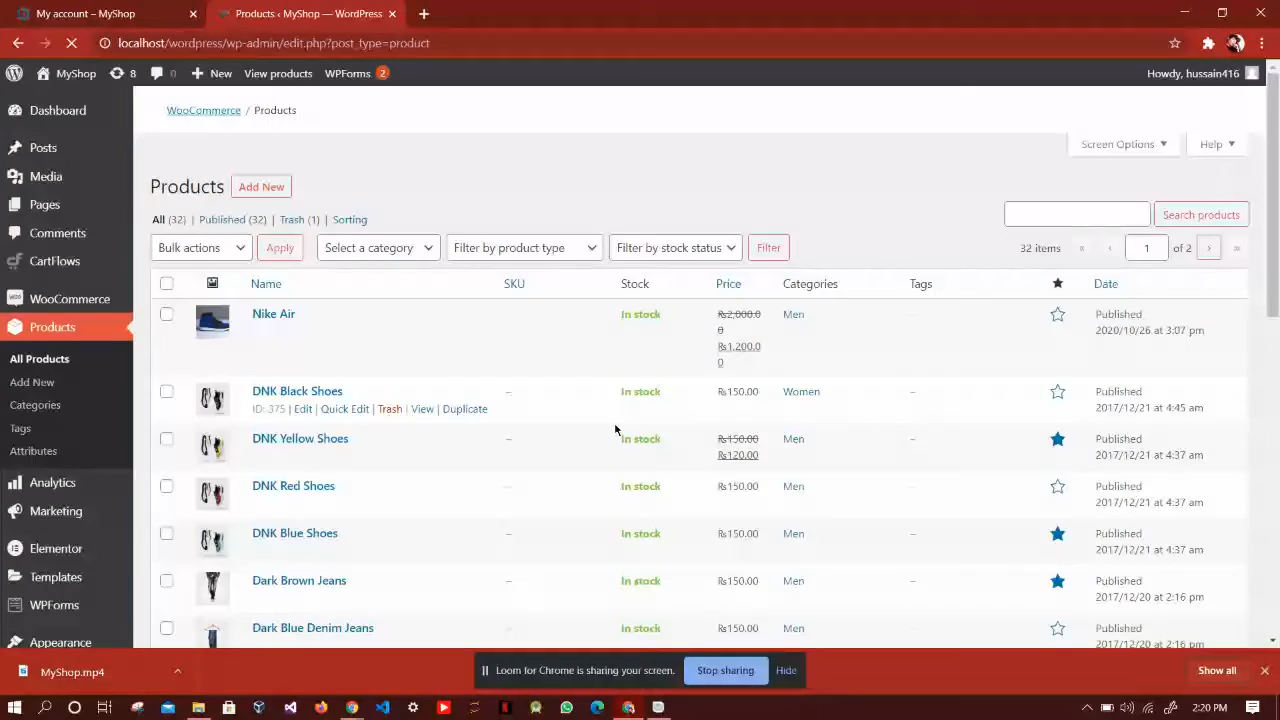 My account – MyShop
Products ‹ MyShop — WordPress
localhost/wordpress/wp-admin/edit.php?post_type=product
MyShop 8 0 New View products WPForms 2 Howdy, hussain416
Dashboard
Posts
Media
Pages
Comments
CartFlows
WooCommerce
Products
All Products
Add New
Categories
Tags
Attributes
Analytics
Marketing
Elementor
Templates
WPForms
Appearance
WooCommerce / Products
Screen Options Help
Products Add New
All (32) | Published (32) | Trash (1) | Sorting
Search products
Bulk actions Apply Select a category Filter by product type Filter by stock status Filter 32 items « ‹ 1 of 2 › »
Name SKU Stock Price Categories Tags Date
Nike Air In stock ₨2,000.00 ₨1,200.00 Men Published 2020/10/26 at 3:07 pm
DNK Black Shoes – In stock ₨150.00 Women – Published 2017/12/21 at 4:45 am
ID: 375 | Edit | Quick Edit | Trash | View | Duplicate
DNK Yellow Shoes – In stock ₨150.00 ₨120.00 Men – Published 2017/12/21 at 4:37 am
DNK Red Shoes – In stock ₨150.00 Men – Published 2017/12/21 at 4:37 am
DNK Blue Shoes – In stock ₨150.00 Men – Published 2017/12/21 at 4:37 am
Dark Brown Jeans – In stock ₨150.00 Men – Published 2017/12/20 at 2:16 pm
Dark Blue Denim Jeans – In stock ₨150.00 Men – Published 2017/12/20 at 2:16 pm
MyShop.mp4
Loom for Chrome is sharing your screen. Stop sharing Hide
Show all
2:20 PM